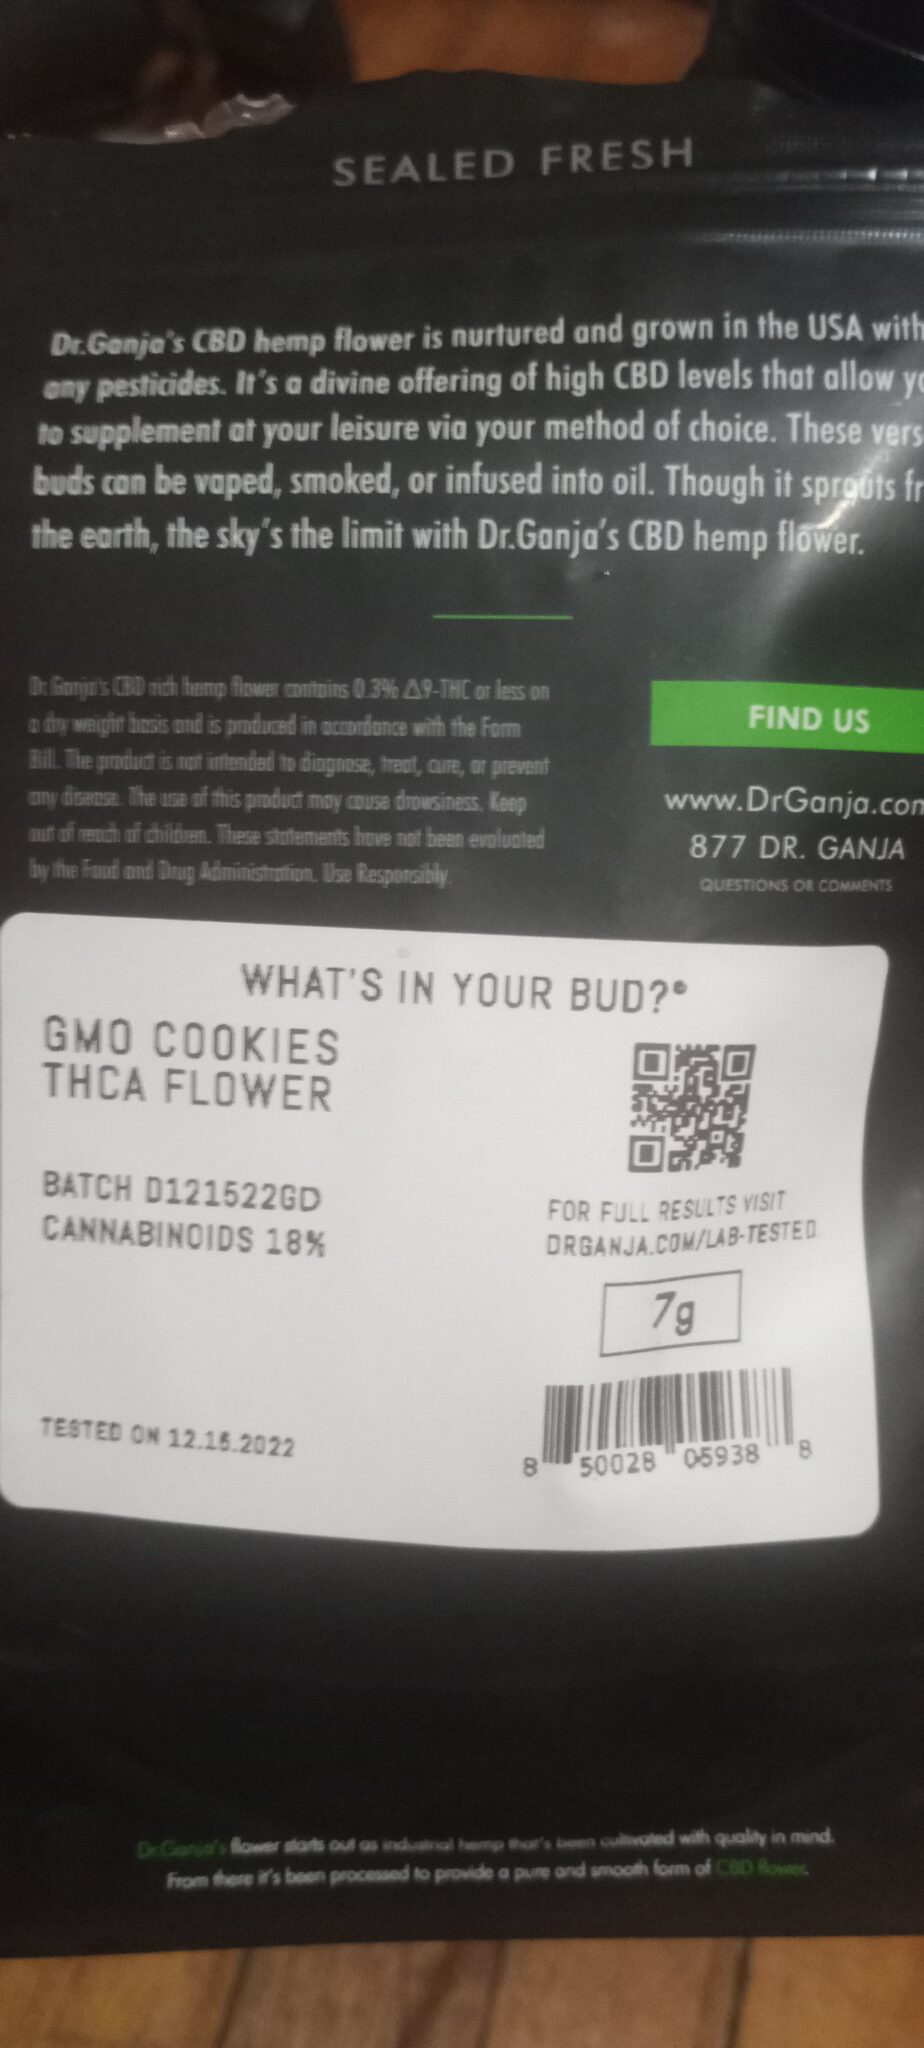 SEALED FRESH
Dr.Ganja's CBD hemp flower is nurtured and grown in the USA with
any pesticides. It's a divine offering of high CBD levels that allow yo
to supplement at your leisure via your method of choice. These vers
buds can be vaped, smoked, or infused into oil. Though it sprouts fr
the earth, the sky's the limit with Dr.Ganja's CBD hemp flower.
Dr.Ganja's CBD rich hemp flower contains 0.3% Δ9-THC or less on
a dry weight basis and is produced in accordance with the Farm
Bill. The product is not intended to diagnose, treat, cure, or prevent
any disease. The use of this product may cause drowsiness. Keep
out of reach of children. These statements have not been evaluated
by the Food and Drug Administration. Use Responsibly.
FIND US
www.DrGanja.com
877 DR. GANJA
QUESTIONS OR COMMENTS
WHAT'S IN YOUR BUD?®
GMO COOKIES
THCA FLOWER
BATCH D121522GD
CANNABINOIDS 18%
TESTED ON 12.15.2022
FOR FULL RESULTS VISIT
DRGANJA.COM/LAB-TESTED
7g
8 50028 05938 8
Dr.Ganja's flower starts out as industrial hemp that's been cultivated with quality in mind.
From there it's been processed to provide a pure and smooth form of CBD flower.